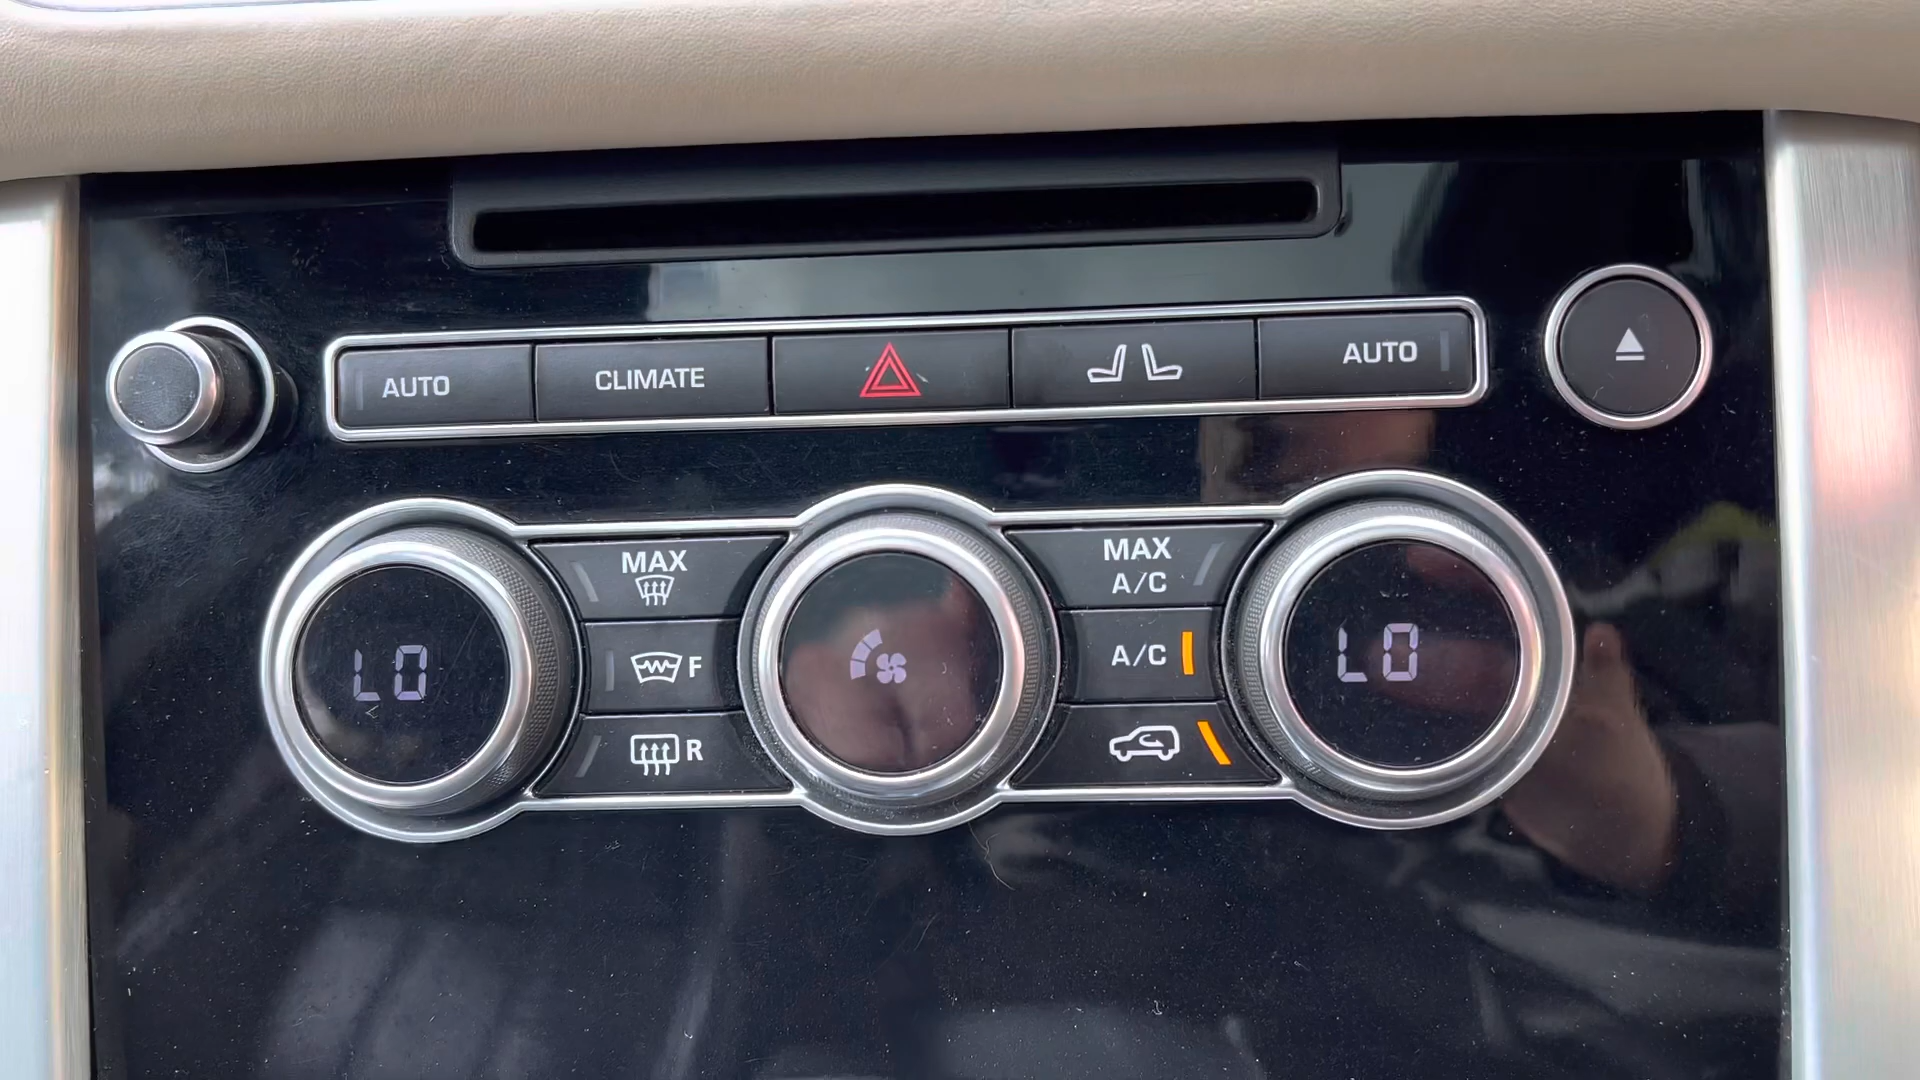 AUTO CLIMATE AUTO
MAX
F
R
MAX
A/C
A/C
LO
LO